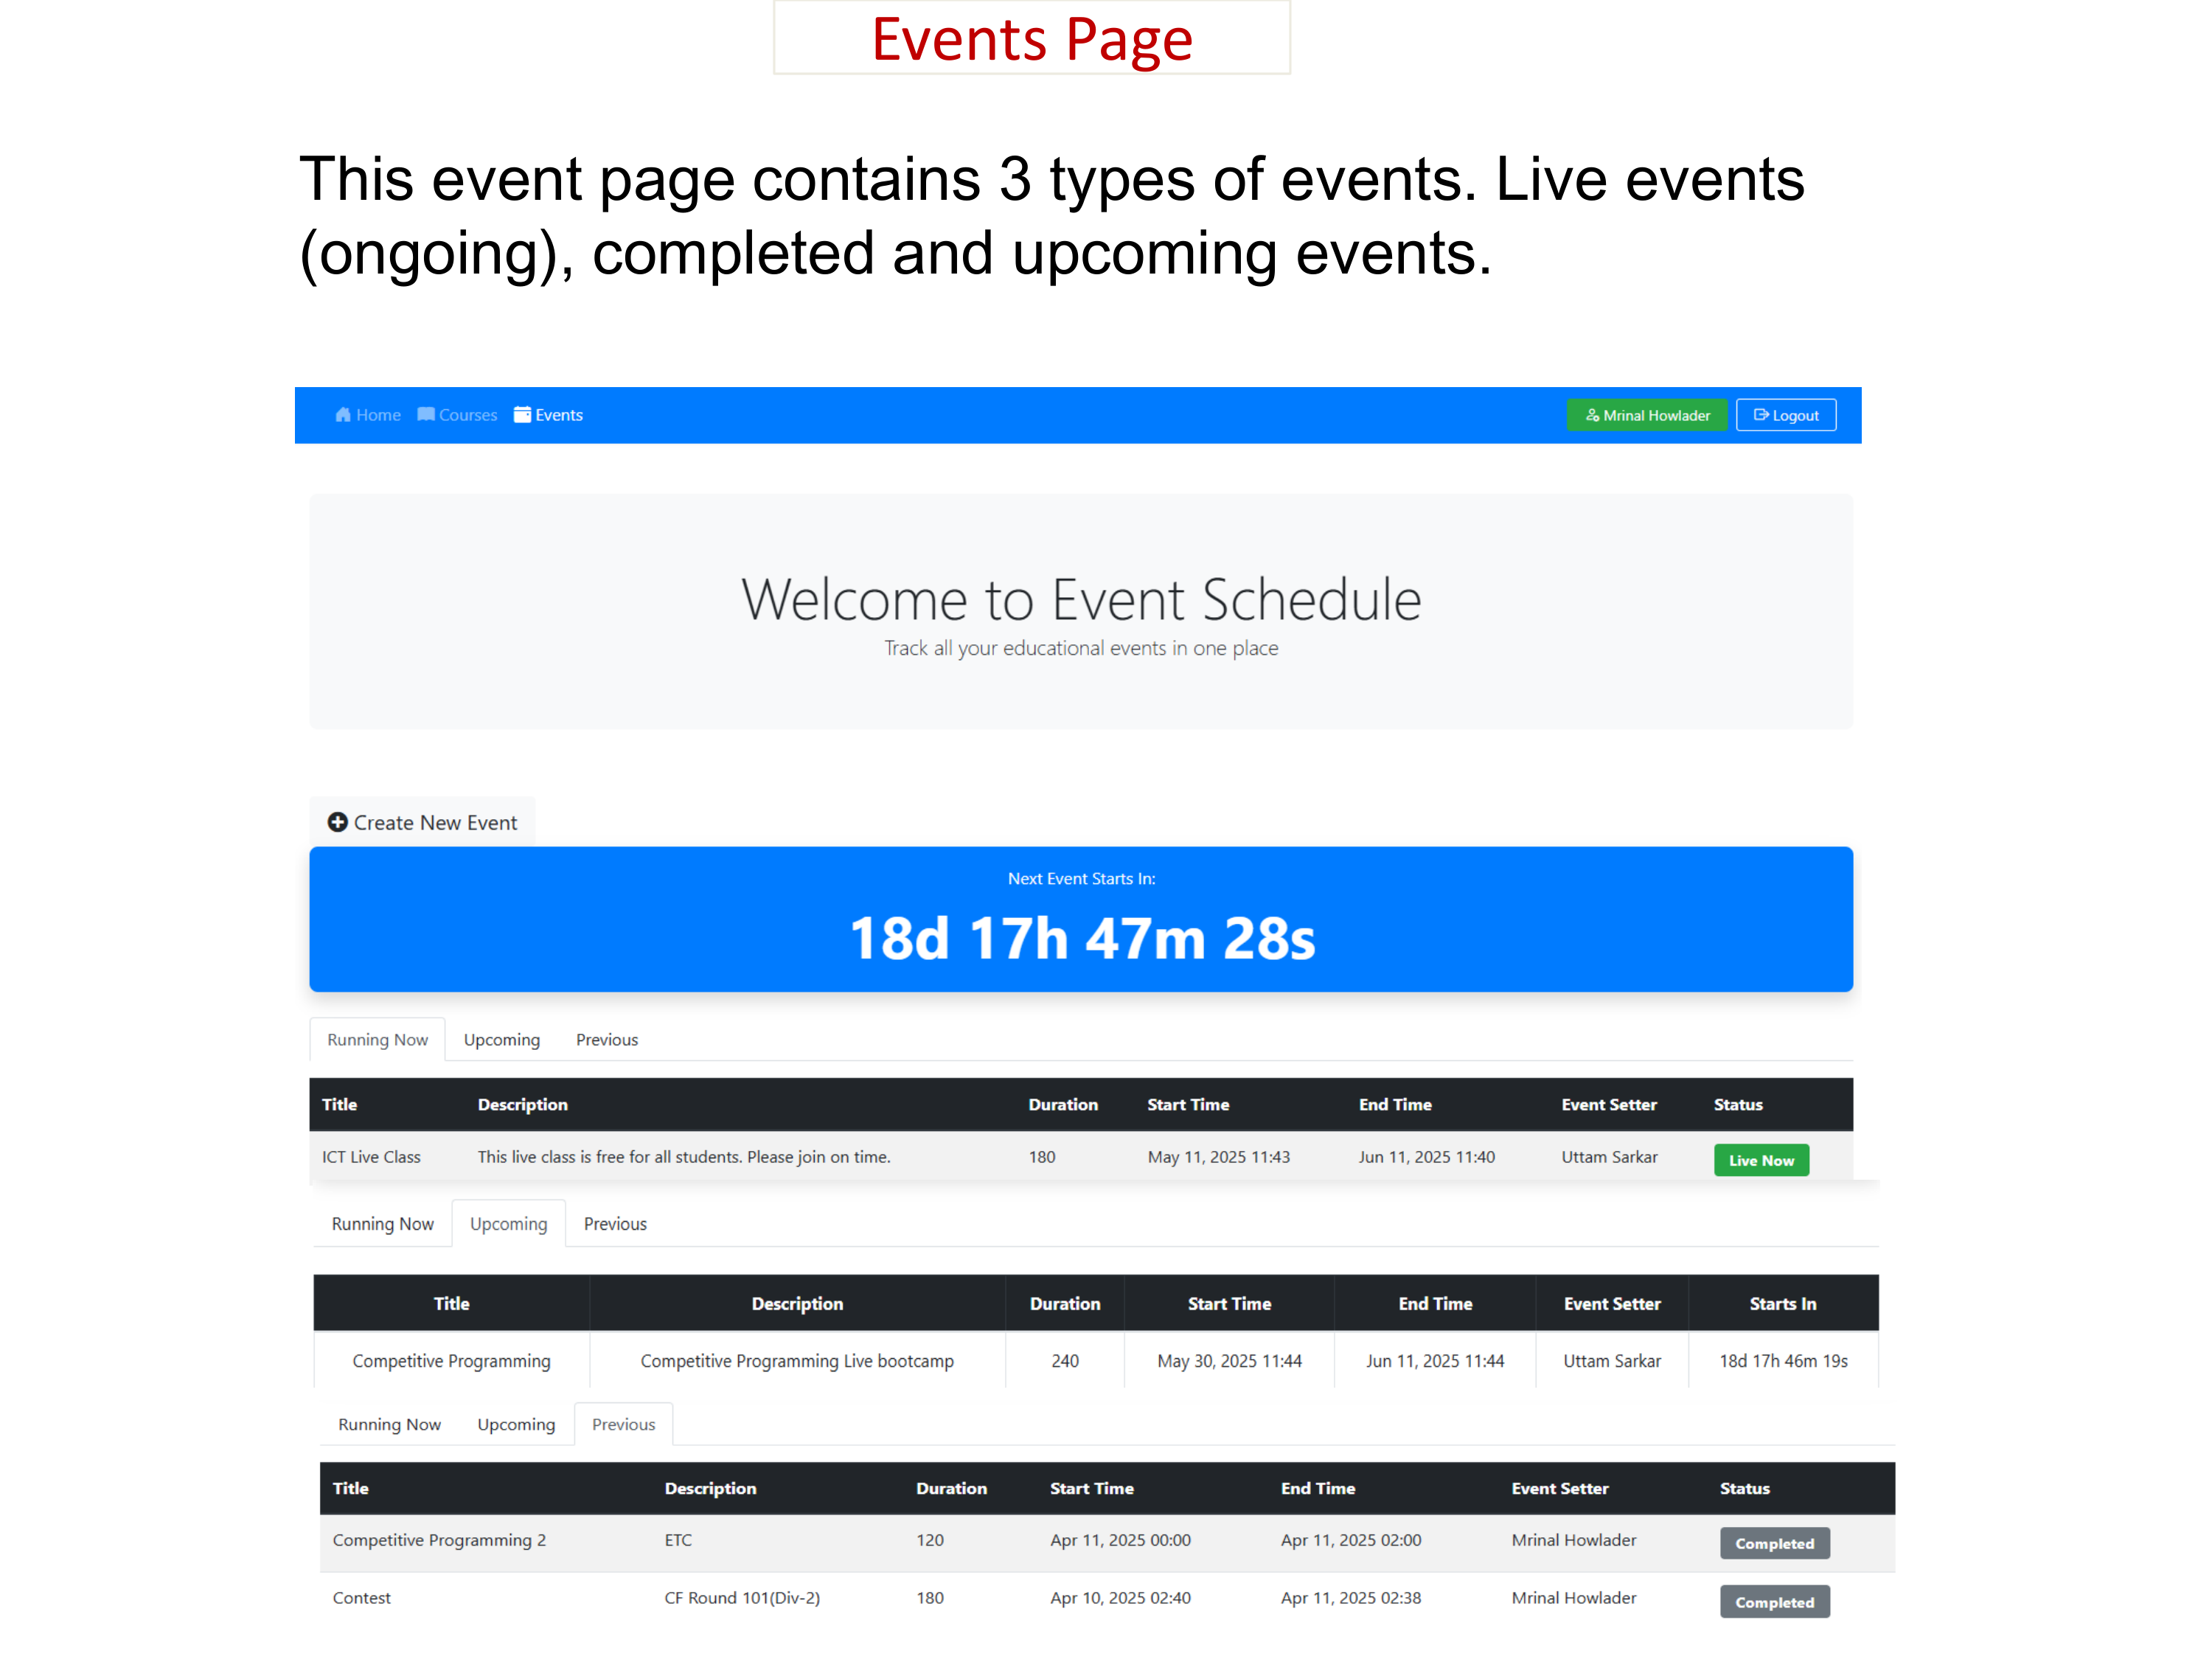 Events Page
This event page contains 3 types of events. Live events
(ongoing), completed and upcoming events.
Home Courses Events Mrinal Howlader Logout
Welcome to Event Schedule
Track all your educational events in one place
Create New Event
Next Event Starts In:
18d 17h 47m 28s
Running Now Upcoming Previous
Title Description Duration Start Time End Time Event Setter Status
ICT Live Class This live class is free for all students. Please join on time. 180 May 11, 2025 11:43 Jun 11, 2025 11:40 Uttam Sarkar Live Now
Running Now Upcoming Previous
Title Description Duration Start Time End Time Event Setter Starts In
Competitive Programming Competitive Programming Live bootcamp 240 May 30, 2025 11:44 Jun 11, 2025 11:44 Uttam Sarkar 18d 17h 46m 19s
Running Now Upcoming Previous
Title Description Duration Start Time End Time Event Setter Status
Competitive Programming 2 ETC 120 Apr 11, 2025 00:00 Apr 11, 2025 02:00 Mrinal Howlader Completed
Contest CF Round 101(Div-2) 180 Apr 10, 2025 02:40 Apr 11, 2025 02:38 Mrinal Howlader Completed